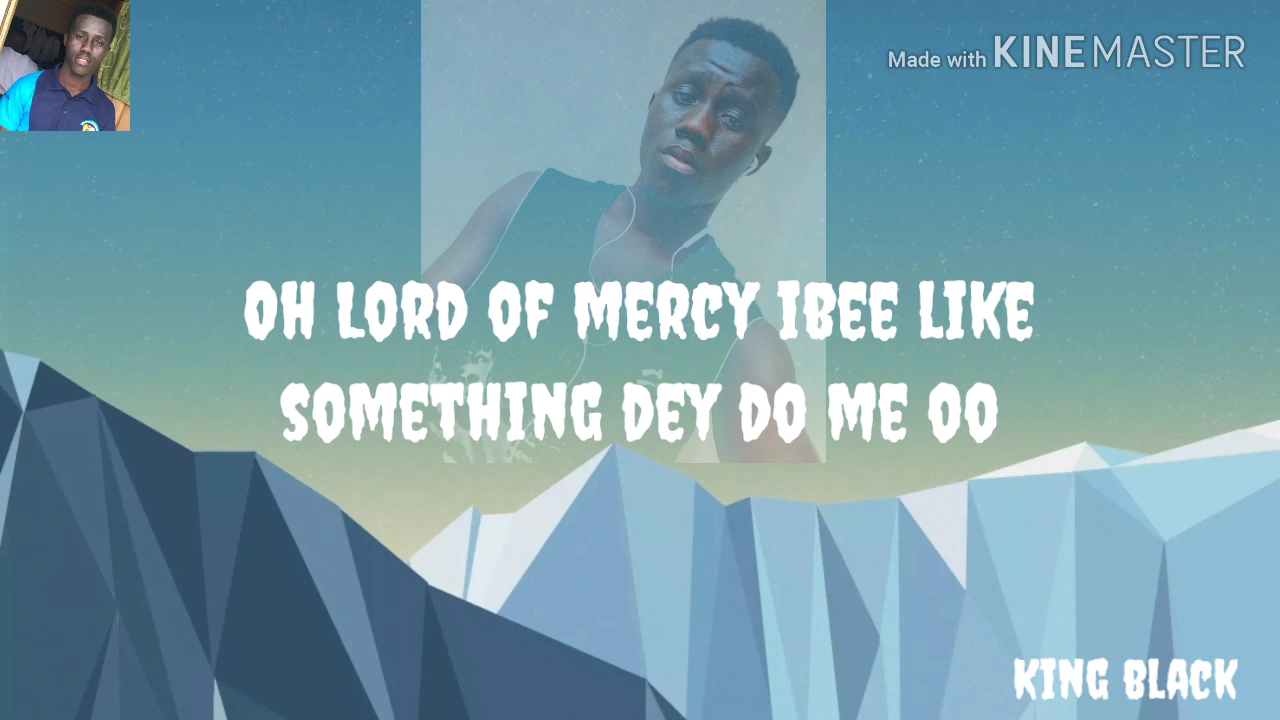 Made with KINEMASTER
OH LORD OF MERCY IBEE LIKE
SOMETHING DEY DO ME OO
KING BLACK